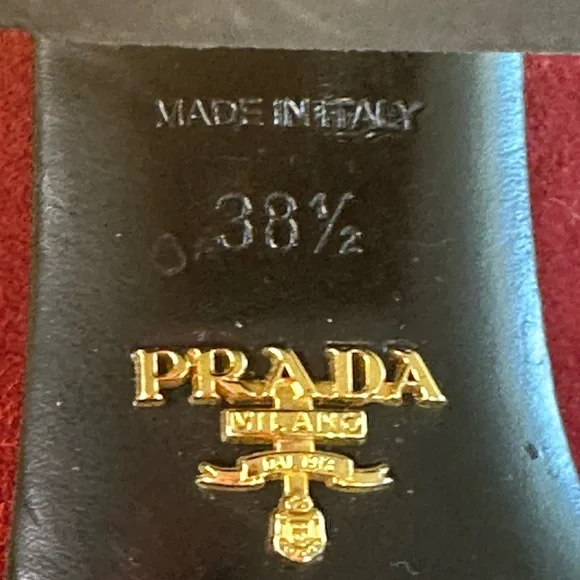 MADE IN ITALY
38½
PRADA
MILANO
DAL 1913